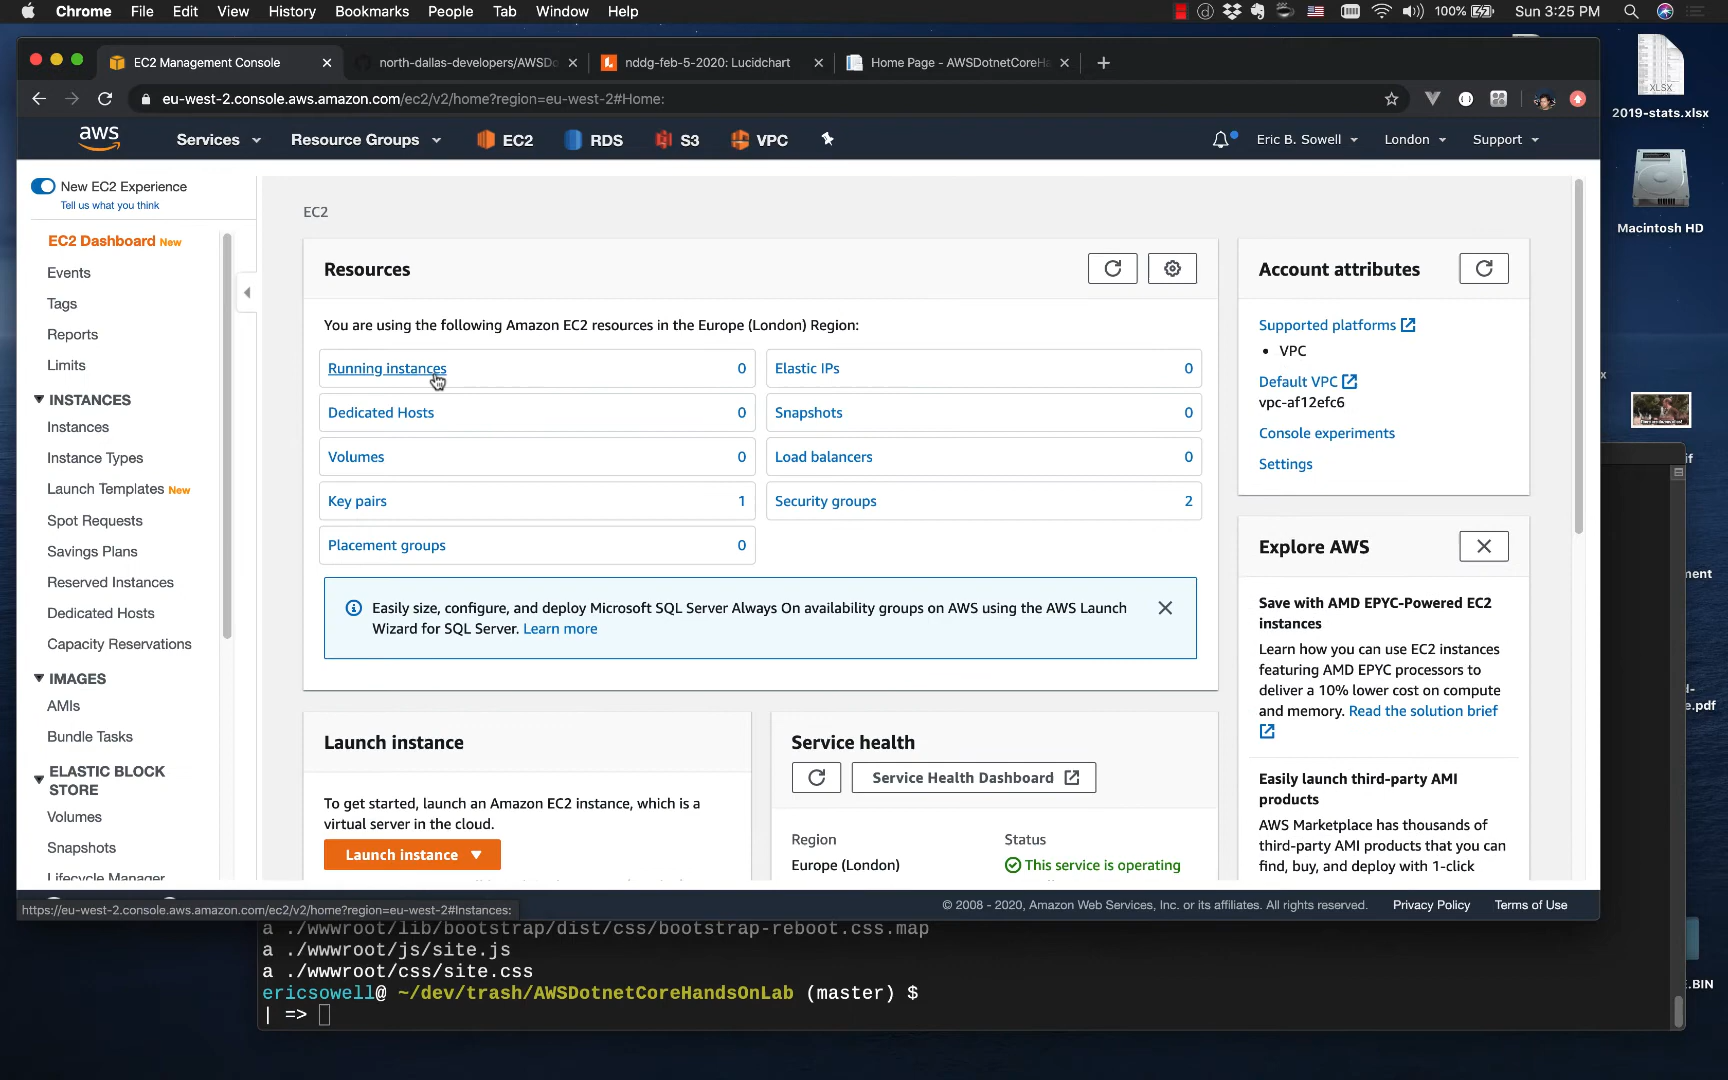 Chrome File Edit View History Bookmarks People Tab Window Help
100% Sun 3:25 PM
EC2 Management Console
north-dallas-developers/AWSDo
nddg-feb-5-2020: Lucidchart
Home Page - AWSDotnetCoreHa
eu-west-2.console.aws.amazon.com/ec2/v2/home?region=eu-west-2#Home:
aws Services Resource Groups EC2 RDS S3 VPC Eric B. Sowell London Support
XLSX
2019-stats.xlsx
Macintosh HD
New EC2 Experience
Tell us what you think
EC2 Dashboard New
Events
Tags
Reports
Limits
INSTANCES
Instances
Instance Types
Launch Templates New
Spot Requests
Savings Plans
Reserved Instances
Dedicated Hosts
Capacity Reservations
IMAGES
AMIs
Bundle Tasks
ELASTIC BLOCK
STORE
Volumes
Snapshots
Lifecycle Manager
EC2
Resources
You are using the following Amazon EC2 resources in the Europe (London) Region:
Running instances 0
Elastic IPs 0
Dedicated Hosts 0
Snapshots 0
Volumes 0
Load balancers 0
Key pairs 1
Security groups 2
Placement groups 0
Easily size, configure, and deploy Microsoft SQL Server Always On availability groups on AWS using the AWS Launch
Wizard for SQL Server. Learn more
Launch instance
To get started, launch an Amazon EC2 instance, which is a
virtual server in the cloud.
Launch instance
Service health
Service Health Dashboard
Region Status
Europe (London) This service is operating
Account attributes
Supported platforms
• VPC
Default VPC
vpc-af12efc6
Console experiments
Settings
Explore AWS
Save with AMD EPYC-Powered EC2
instances
Learn how you can use EC2 instances
featuring AMD EPYC processors to
deliver a 10% lower cost on compute
and memory. Read the solution brief
Easily launch third-party AMI
products
AWS Marketplace has thousands of
third-party AMI products that you can
find, buy, and deploy with 1-click
https://eu-west-2.console.aws.amazon.com/ec2/v2/home?region=eu-west-2#Instances:
© 2008 - 2020, Amazon Web Services, Inc. or its affiliates. All rights reserved. Privacy Policy Terms of Use
a ./wwwroot/lib/bootstrap/dist/css/bootstrap-reboot.css.map
a ./wwwroot/js/site.js
a ./wwwroot/css/site.css
ericsowell@ ~/dev/trash/AWSDotnetCoreHandsOnLab (master) $
| =>
if
ment
d-
e.pdf
E.BIN